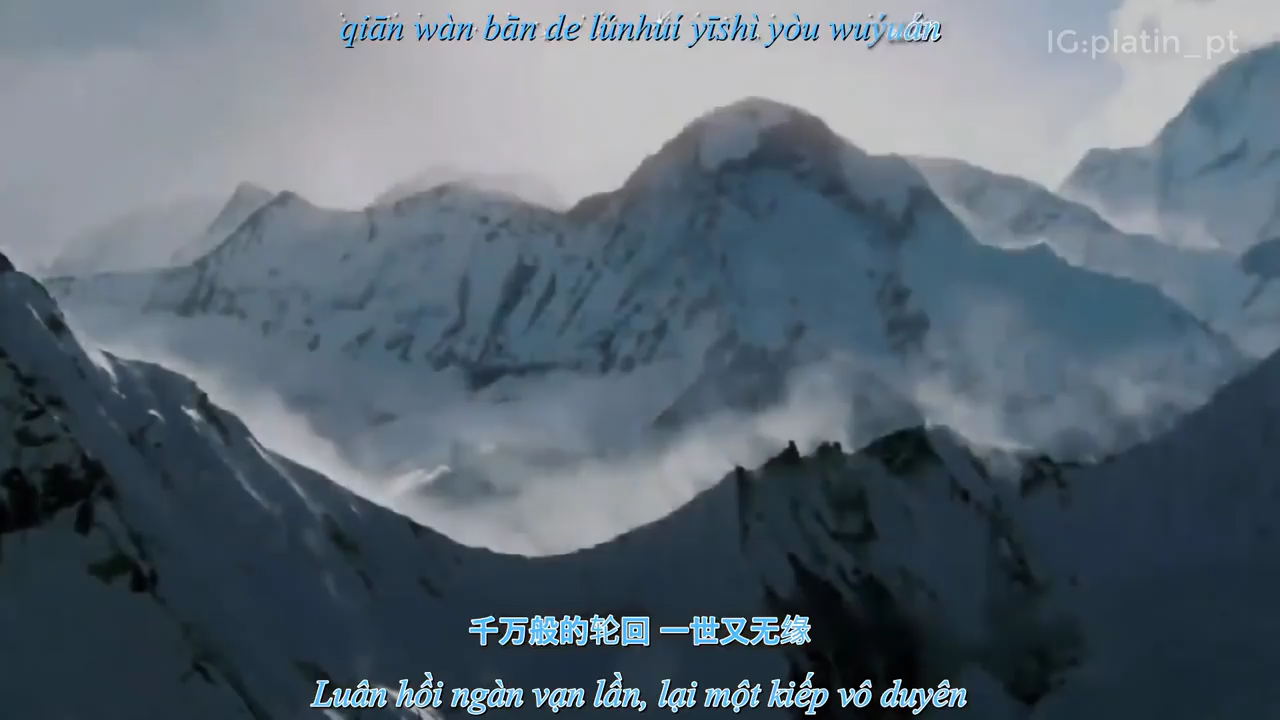 qiān wàn bān de lúnhúí yīshì yòu wúyuán
IG:platin_pt
千万般的轮回 一世又无缘
Luân hồi ngàn vạn lần, lại một kiếp vô duyên